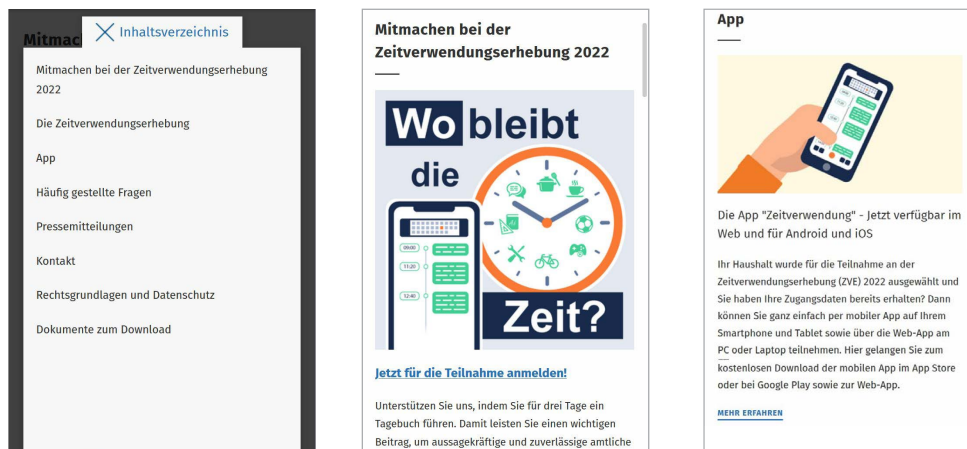 Mitmac
Inhaltsverzeichnis
Mitmachen bei der Zeitverwendungserhebung
2022
Die Zeitverwendungserhebung
App
Häufig gestellte Fragen
Pressemitteilungen
Kontakt
Rechtsgrundlagen und Datenschutz
Dokumente zum Download
Mitmachen bei der
Zeitverwendungserhebung 2022
Wo bleibt
die
09:00
11:20
12:40
Zeit?
Jetzt für die Teilnahme anmelden!
Unterstützen Sie uns, indem Sie für drei Tage ein
Tagebuch führen. Damit leisten Sie einen wichtigen
Beitrag, um aussagekräftige und zuverlässige amtliche
App
Die App "Zeitverwendung" - Jetzt verfügbar im
Web und für Android und iOS
Ihr Haushalt wurde für die Teilnahme an der
Zeitverwendungserhebung (ZVE) 2022 ausgewählt und
Sie haben Ihre Zugangsdaten bereits erhalten? Dann
können Sie ganz einfach per mobiler App auf Ihrem
Smartphone und Tablet sowie über die Web-App am
PC oder Laptop teilnehmen. Hier gelangen Sie zum
kostenlosen Download der mobilen App im App Store
oder bei Google Play sowie zur Web-App.
MEHR ERFAHREN